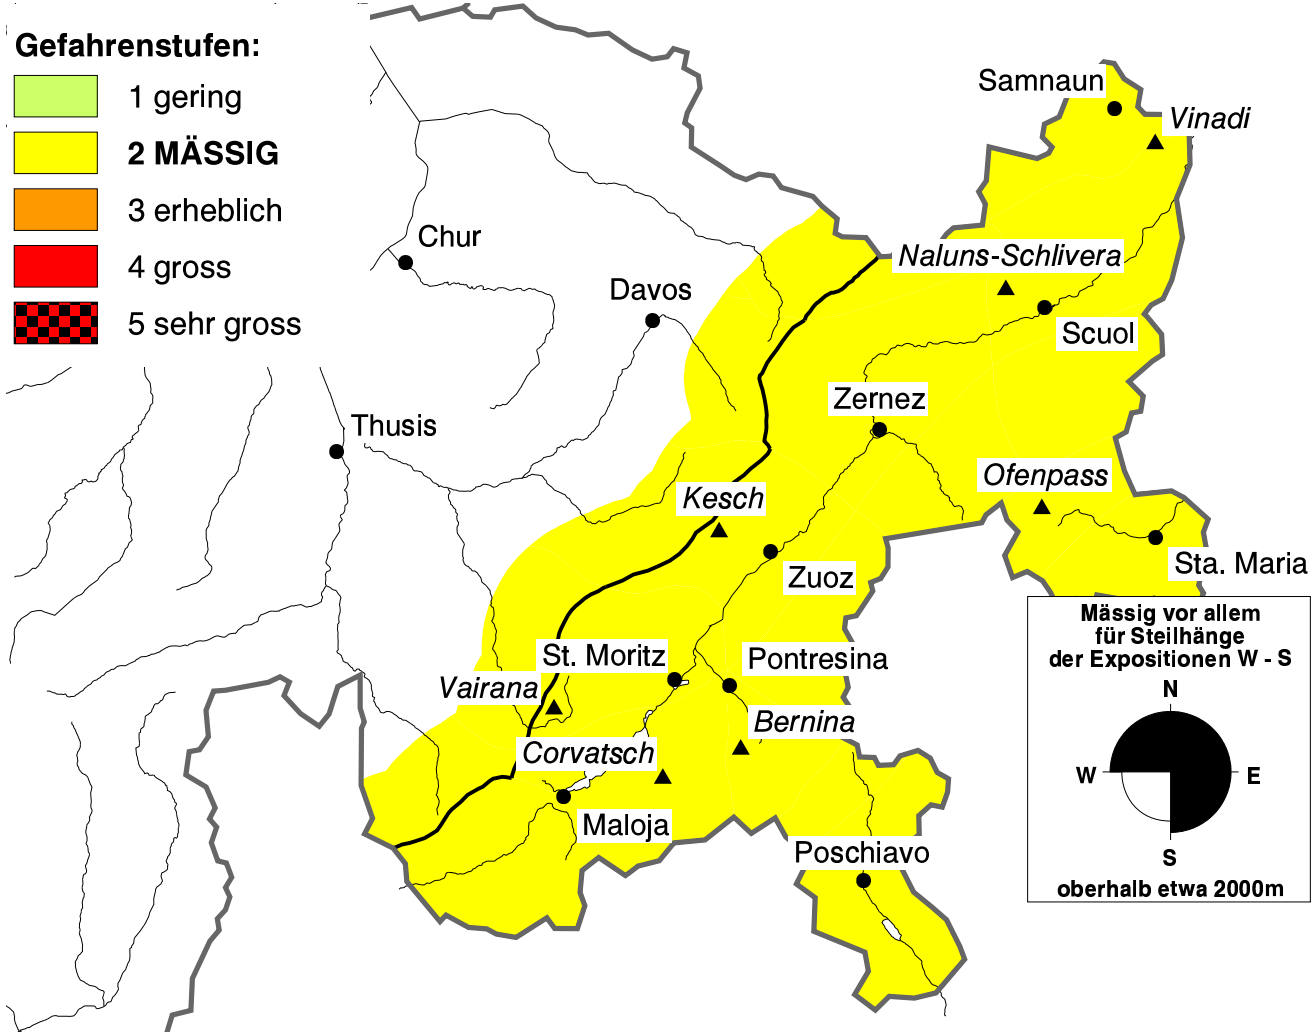 Gefahrenstufen:
1 gering
2 MÄSSIG
3 erheblich
4 gross
5 sehr gross
Samnaun
Vinadi
Chur
Naluns-Schlivera
Davos
Scuol
Zernez
Thusis
Ofenpass
Kesch
Sta. Maria
Zuoz
St. Moritz
Pontresina
Vairana
Bernina
Corvatsch
Maloja
Poschiavo
Mässig vor allem
für Steilhänge
der Expositionen W - S
N
W E
S
oberhalb etwa 2000m